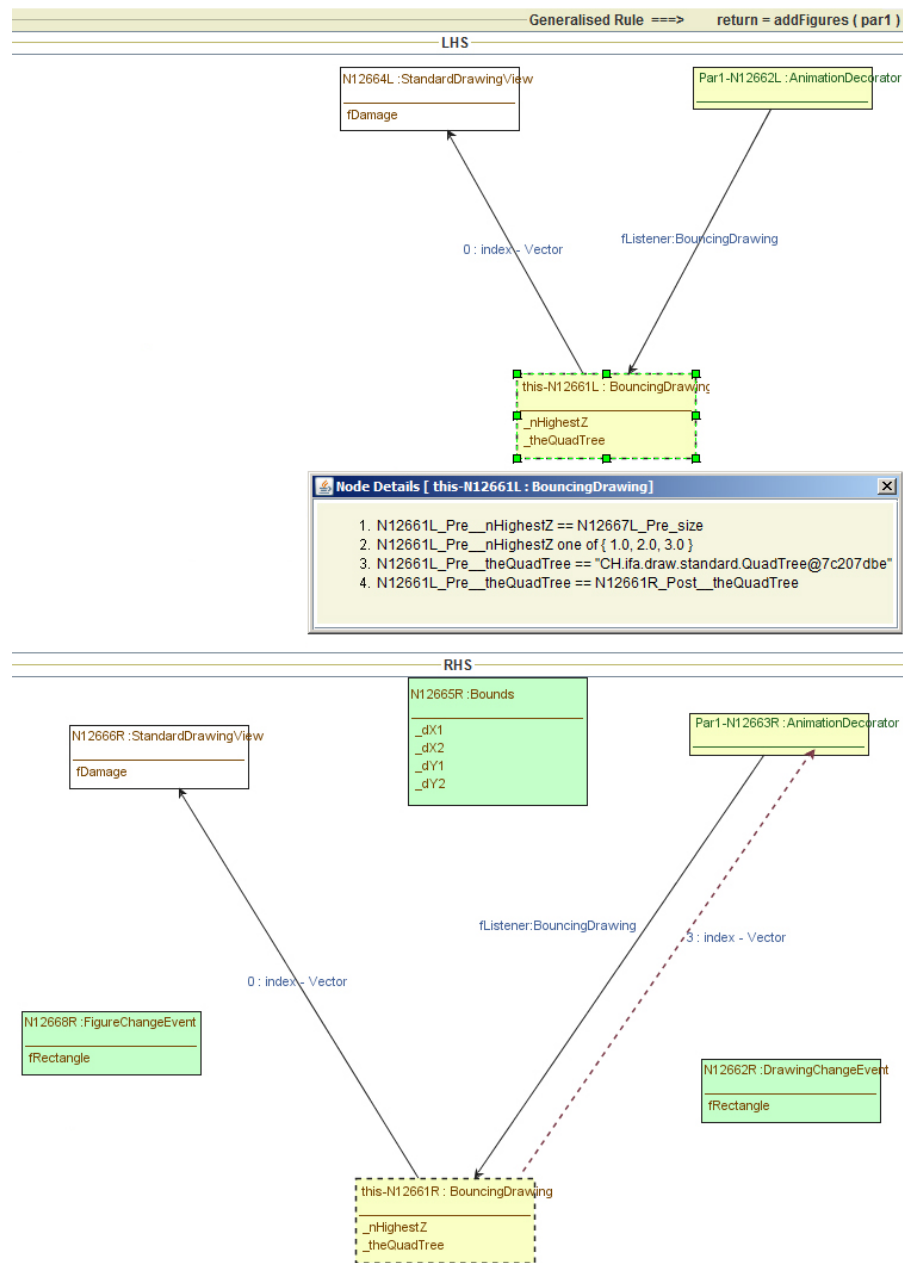 Generalised Rule ===> return = addFigures ( par1 )
LHS
N12664L :StandardDrawingView
fDamage
Par1-N12662L :AnimationDecorator
0 : index - Vector
fListener:BouncingDrawing
this-N12661L : BouncingDrawing
_nHighestZ
_theQuadTree
Node Details [ this-N12661L : BouncingDrawing]
1. N12661L_Pre__nHighestZ == N12667L_Pre_size
2. N12661L_Pre__nHighestZ one of { 1.0, 2.0, 3.0 }
3. N12661L_Pre__theQuadTree == "CH.ifa.draw.standard.QuadTree@7c207dbe"
4. N12661L_Pre__theQuadTree == N12661R_Post__theQuadTree
RHS
N12665R :Bounds
_dX1
_dX2
_dY1
_dY2
N12666R :StandardDrawingView
fDamage
Par1-N12663R :AnimationDecorator
fListener:BouncingDrawing
3 : index - Vector
0 : index - Vector
N12668R :FigureChangeEvent
fRectangle
N12662R :DrawingChangeEvent
fRectangle
this-N12661R : BouncingDrawing
_nHighestZ
_theQuadTree